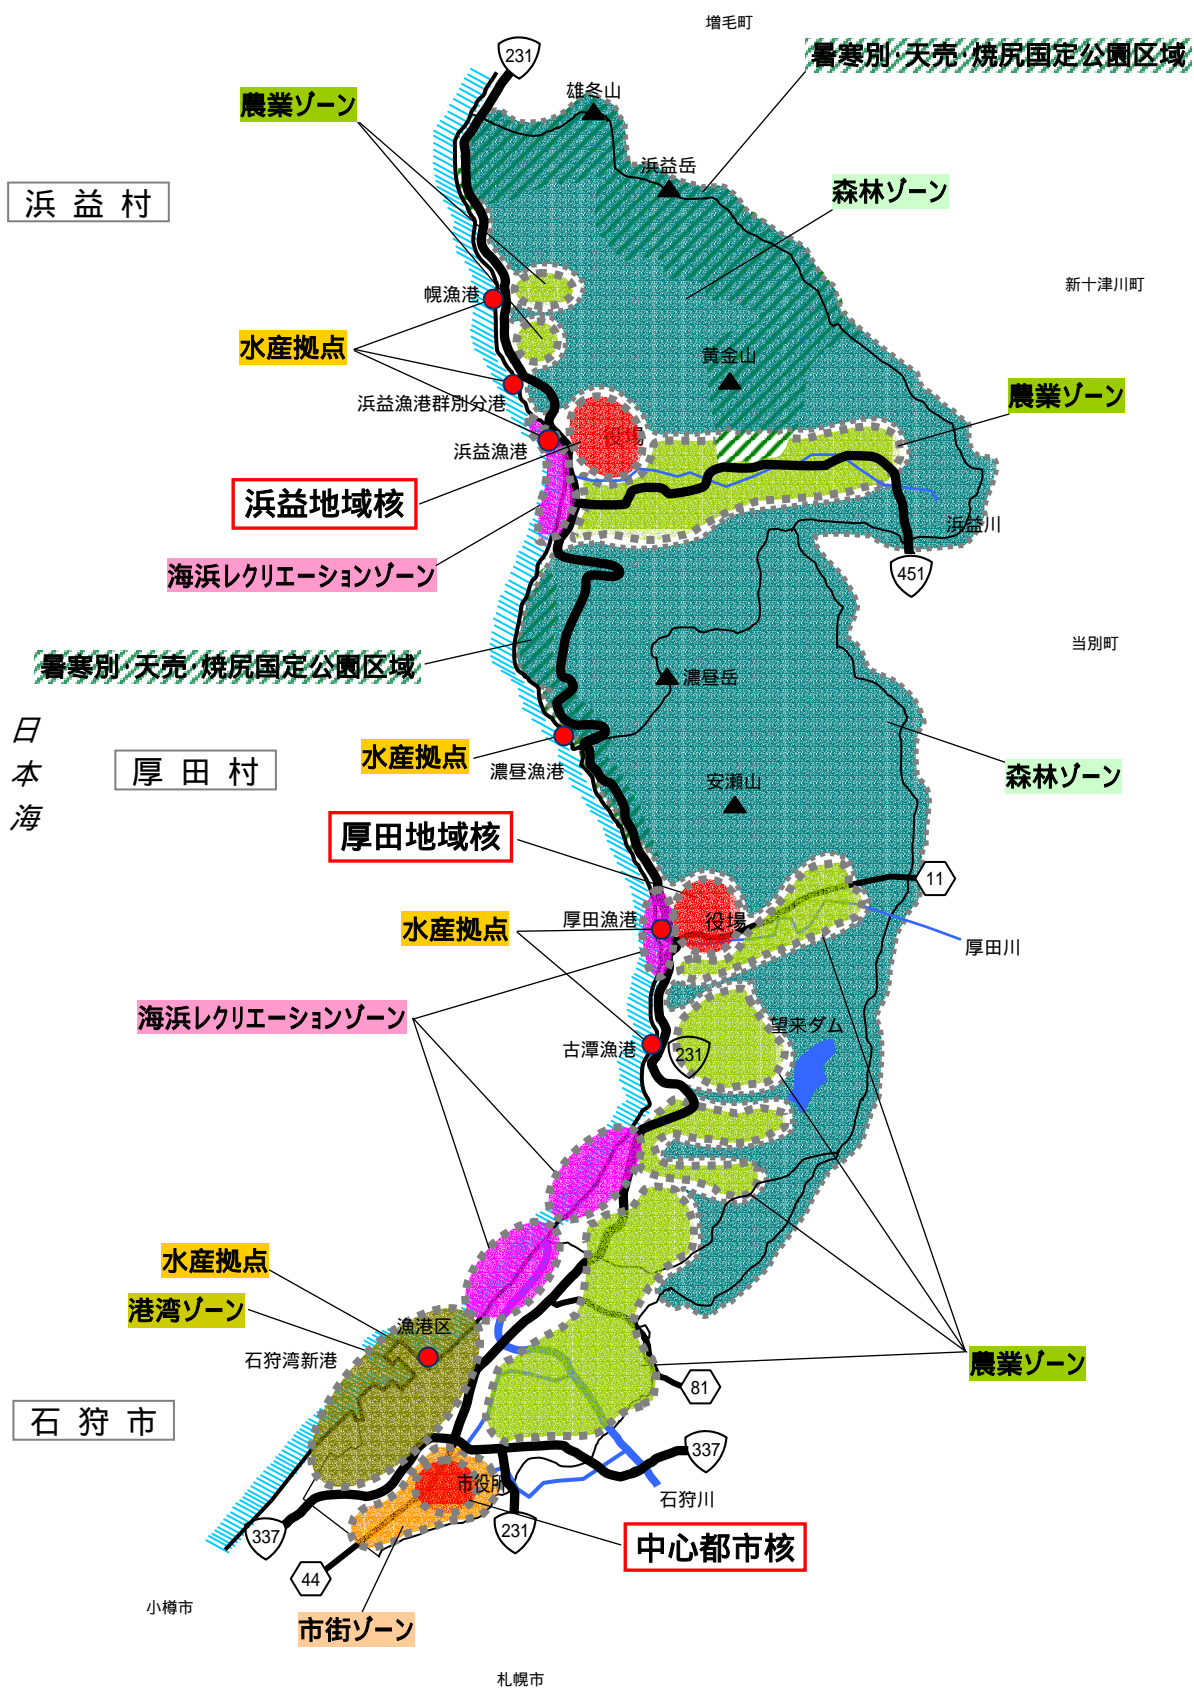 増毛町
231
暑寒別･天売･焼尻国定公園区域
雄冬山
農業ゾーン
浜益岳
森林ゾーン
浜 益 村
新十津川町
幌漁港
水産拠点
黄金山
農業ゾーン
浜益漁港群別分港
役場
浜益漁港
浜益地域核
浜益川
海浜レクリエーションゾーン
451
当別町
暑寒別･天売･焼尻国定公園区域
濃昼岳
日本海
水産拠点
厚 田 村
濃昼漁港
安瀬山
森林ゾーン
厚田地域核
11
厚田漁港
役場
水産拠点
厚田川
海浜レクリエーションゾーン
望来ダム
古潭漁港
231
水産拠点
港湾ゾーン
漁港区
石狩湾新港
農業ゾーン
81
石 狩 市
337
市役所
石狩川
337
231
中心都市核
44
小樽市
市街ゾーン
札幌市